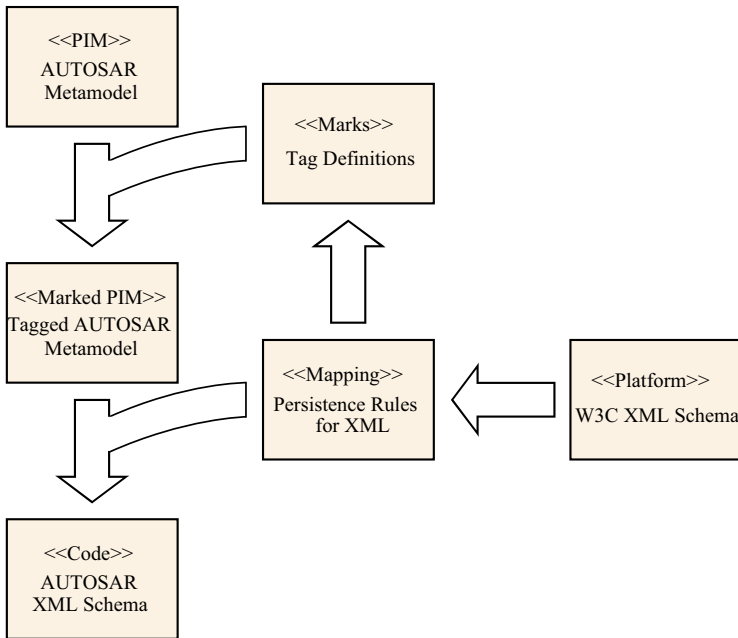 <<PIM>>
AUTOSAR
Metamodel
<<Marks>>
Tag Definitions
<<Marked PIM>>
Tagged AUTOSAR
Metamodel
<<Mapping>>
Persistence Rules
for XML
<<Platform>>
W3C XML Schema
<<Code>>
AUTOSAR
XML Schema